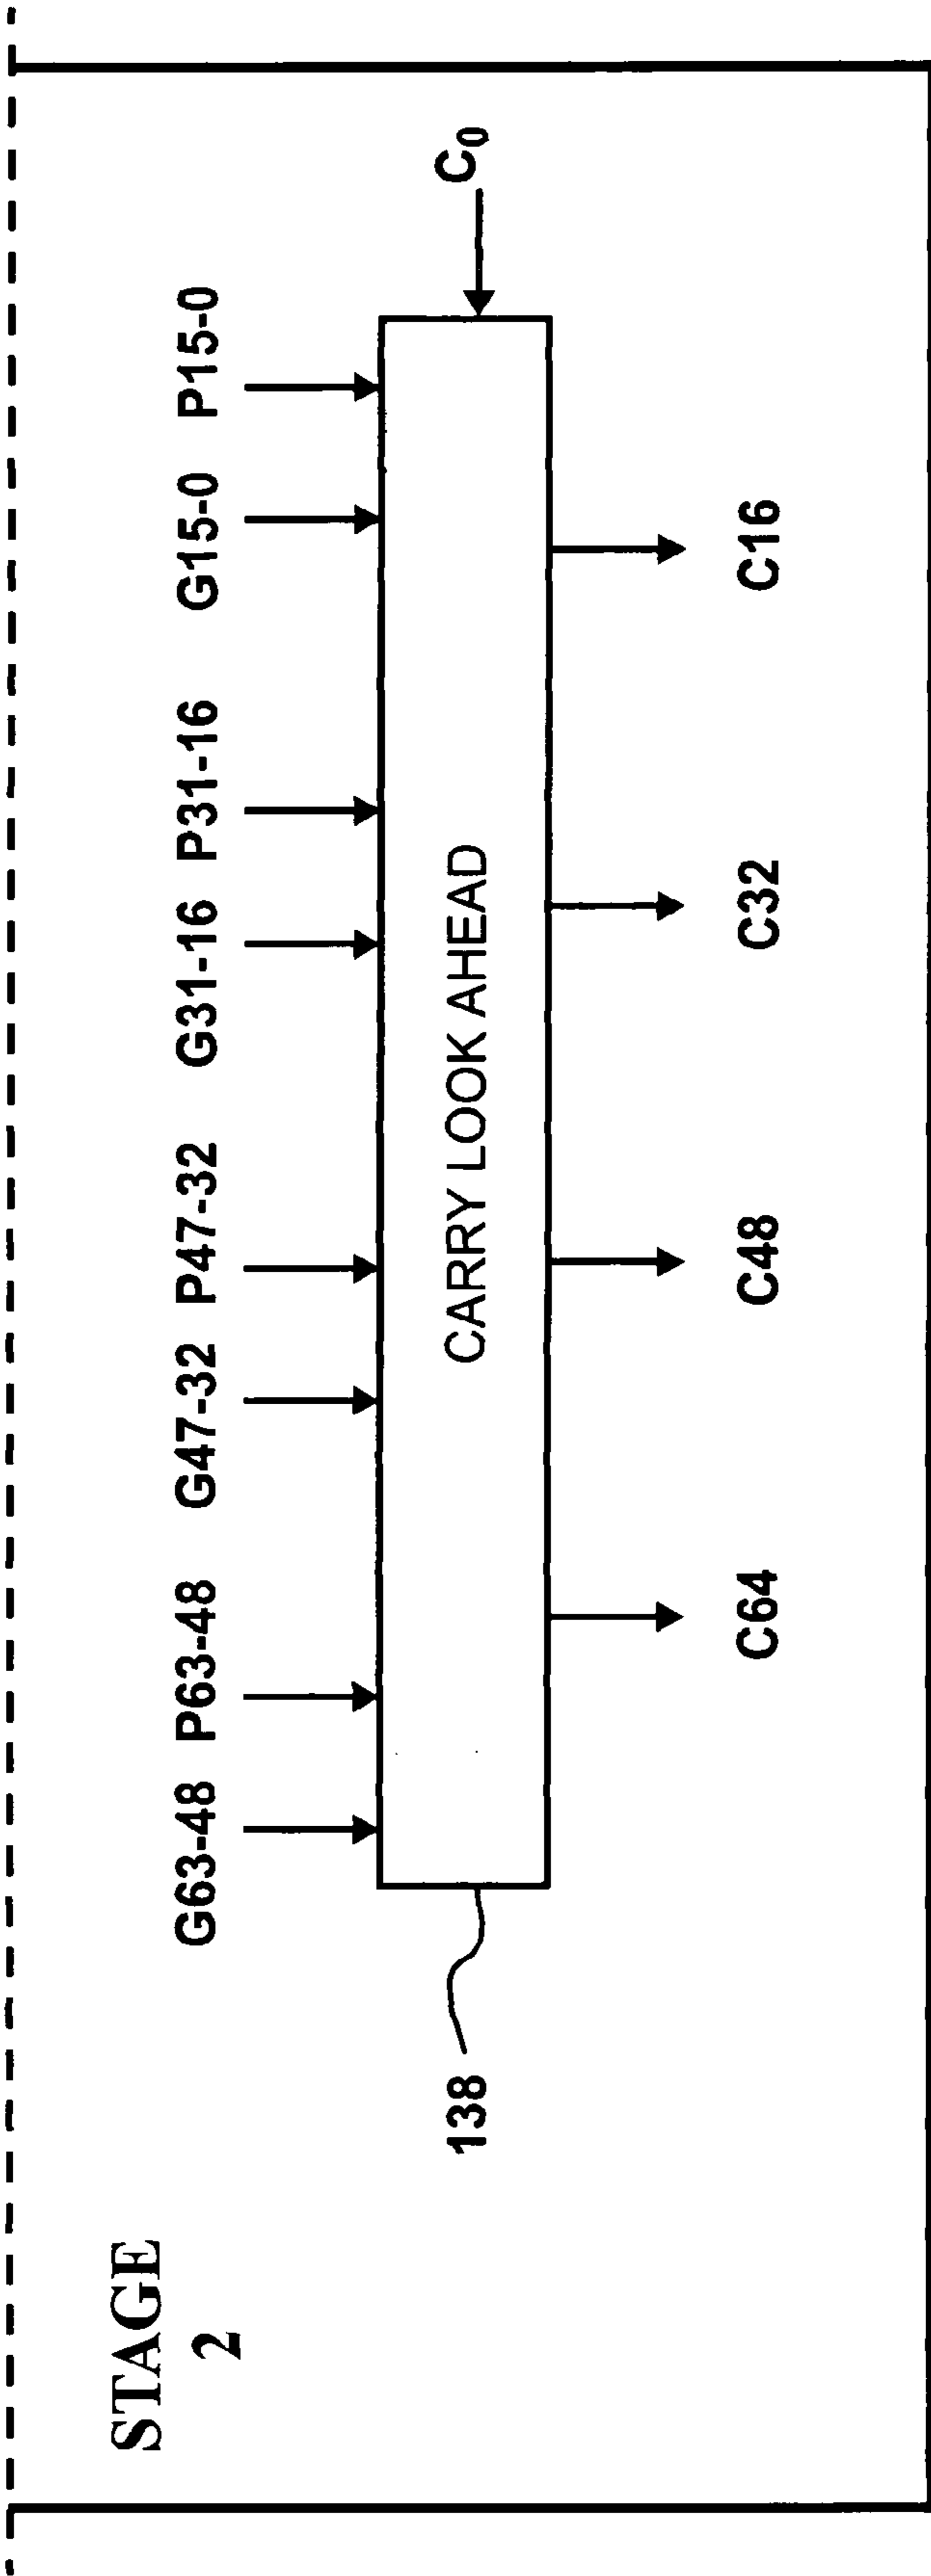 STAGE
2
G63-48 P63-48 G47-32 P47-32 G31-16 P31-16 G15-0 P15-0
138
CARRY LOOK AHEAD
C0
C64 C48 C32 C16